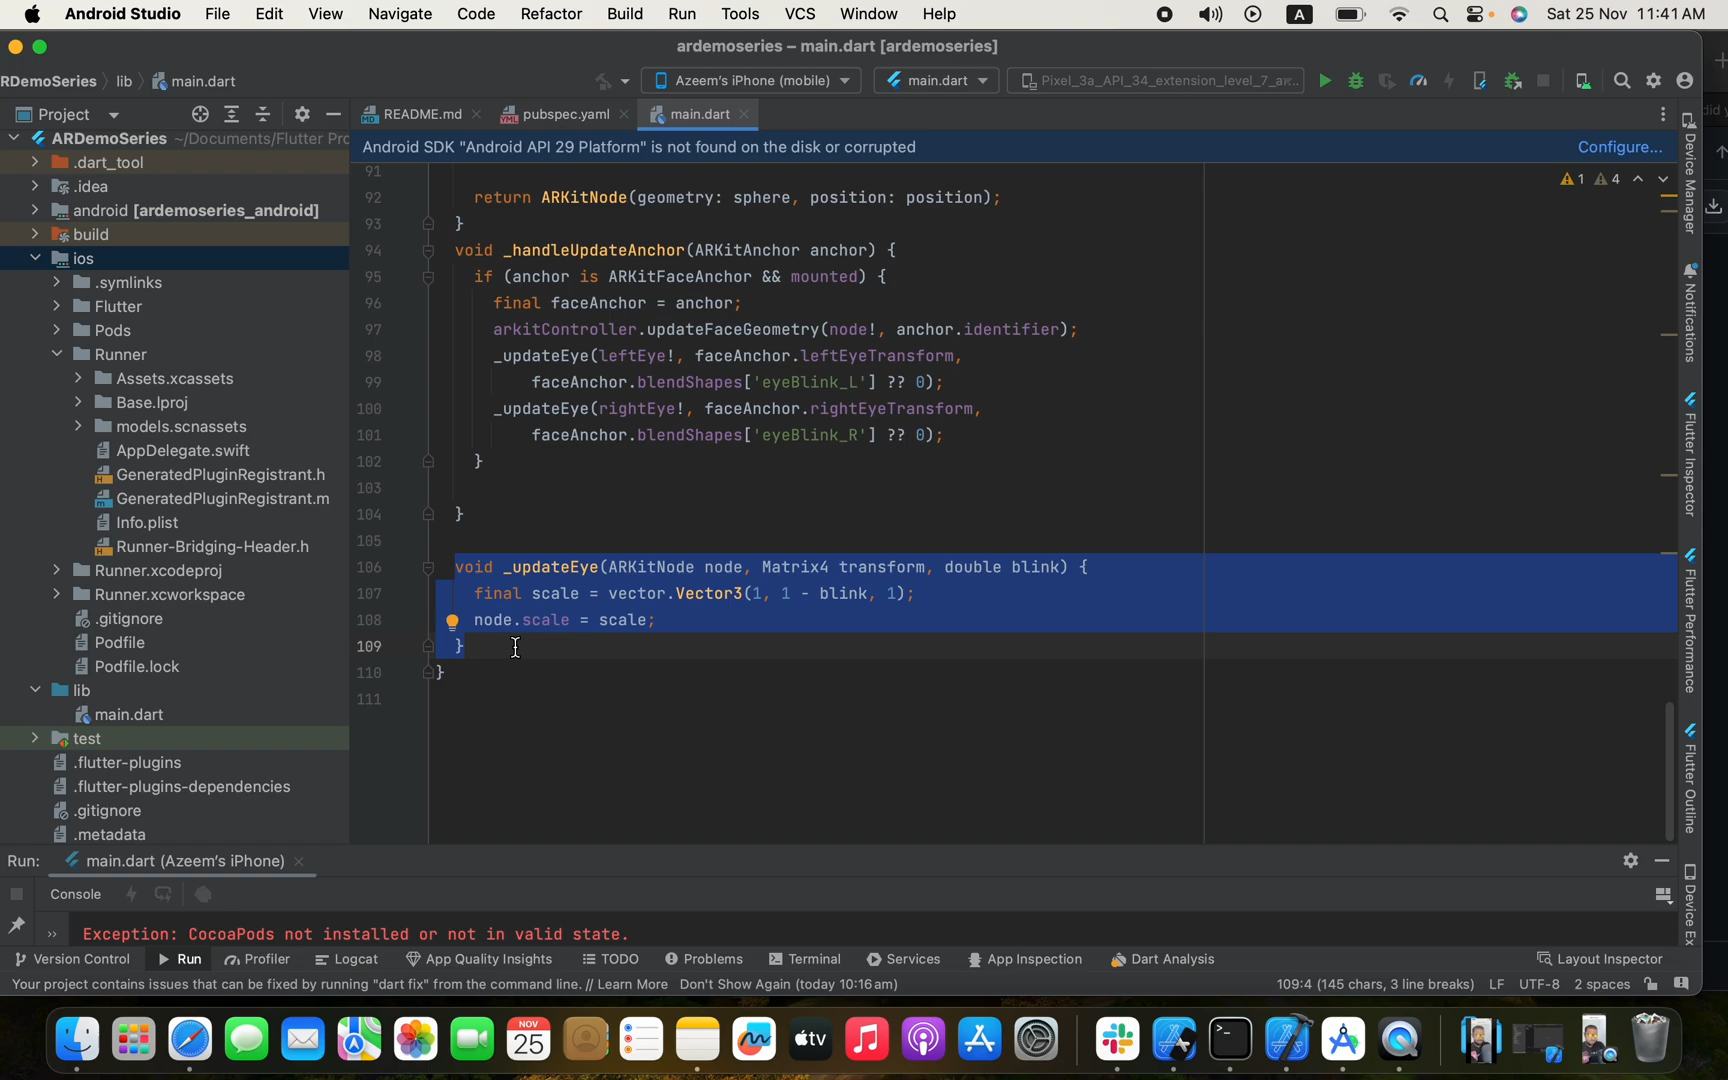 Android Studio File Edit View Navigate Code Refactor Build Run Tools VCS Window Help A Sat 25 Nov 11:41 AM
ardemoseries – main.dart [ardemoseries]
RDemoSeries lib main.dart Azeem's iPhone (mobile) main.dart Pixel_3a_API_34_extension_level_7_ar...
Project README.md pubspec.yaml main.dart
ARDemoSeries ~/Documents/Flutter Prc
Android SDK "Android API 29 Platform" is not found on the disk or corrupted Configure...
.dart_tool
.idea
android [ardemoseries_android]
build
ios
.symlinks
Flutter
Pods
Runner
Assets.xcassets
Base.lproj
models.scnassets
AppDelegate.swift
GeneratedPluginRegistrant.h
GeneratedPluginRegistrant.m
Info.plist
Runner-Bridging-Header.h
Runner.xcodeproj
Runner.xcworkspace
.gitignore
Podfile
Podfile.lock
lib
main.dart
test
.flutter-plugins
.flutter-plugins-dependencies
.gitignore
.metadata
1 4
91
92 return ARKitNode(geometry: sphere, position: position);
93 }
94 void _handleUpdateAnchor(ARKitAnchor anchor) {
95 if (anchor is ARKitFaceAnchor && mounted) {
96 final faceAnchor = anchor;
97 arkitController.updateFaceGeometry(node!, anchor.identifier);
98 _updateEye(leftEye!, faceAnchor.leftEyeTransform,
99 faceAnchor.blendShapes['eyeBlink_L'] ?? 0);
100 _updateEye(rightEye!, faceAnchor.rightEyeTransform,
101 faceAnchor.blendShapes['eyeBlink_R'] ?? 0);
102 }
103
104 }
105
106 void _updateEye(ARKitNode node, Matrix4 transform, double blink) {
107 final scale = vector.Vector3(1, 1 - blink, 1);
108 node.scale = scale;
109 }
110 }
111
Device Manager
Notifications
Flutter Inspector
Flutter Performance
Flutter Outline
Device Ex
Run: main.dart (Azeem's iPhone)
Console
Exception: CocoaPods not installed or not in valid state.
Version Control Run Profiler Logcat App Quality Insights TODO Problems Terminal Services App Inspection Dart Analysis Layout Inspector
Your project contains issues that can be fixed by running "dart fix" from the command line. // Learn More Don't Show Again (today 10:16 am) 109:4 (145 chars, 3 line breaks) LF UTF-8 2 spaces
NOV
25
tv